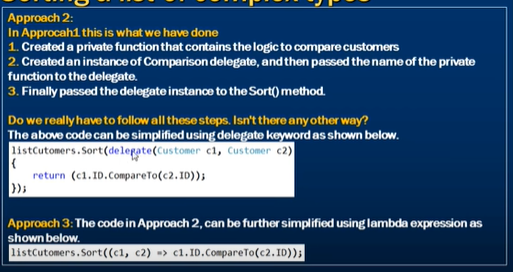 Approach 2:
In Approcah1 this is what we have done
1. Created a private function that contains the logic to compare customers
2. Created an instance of Comparison delegate, and then passed the name of the private
function to the delegate.
3. Finally passed the delegate instance to the Sort() method.
Do we really have to follow all these steps. Isn't there any other way?
The above code can be simplified using delegate keyword as shown below.
listCutomers.Sort(delegate(Customer c1, Customer c2)
{
return (c1.ID.CompareTo(c2.ID));
});
Approach 3: The code in Approach 2, can be further simplified using lambda expression as
shown below.
listCutomers.Sort((c1, c2) => c1.ID.CompareTo(c2.ID));